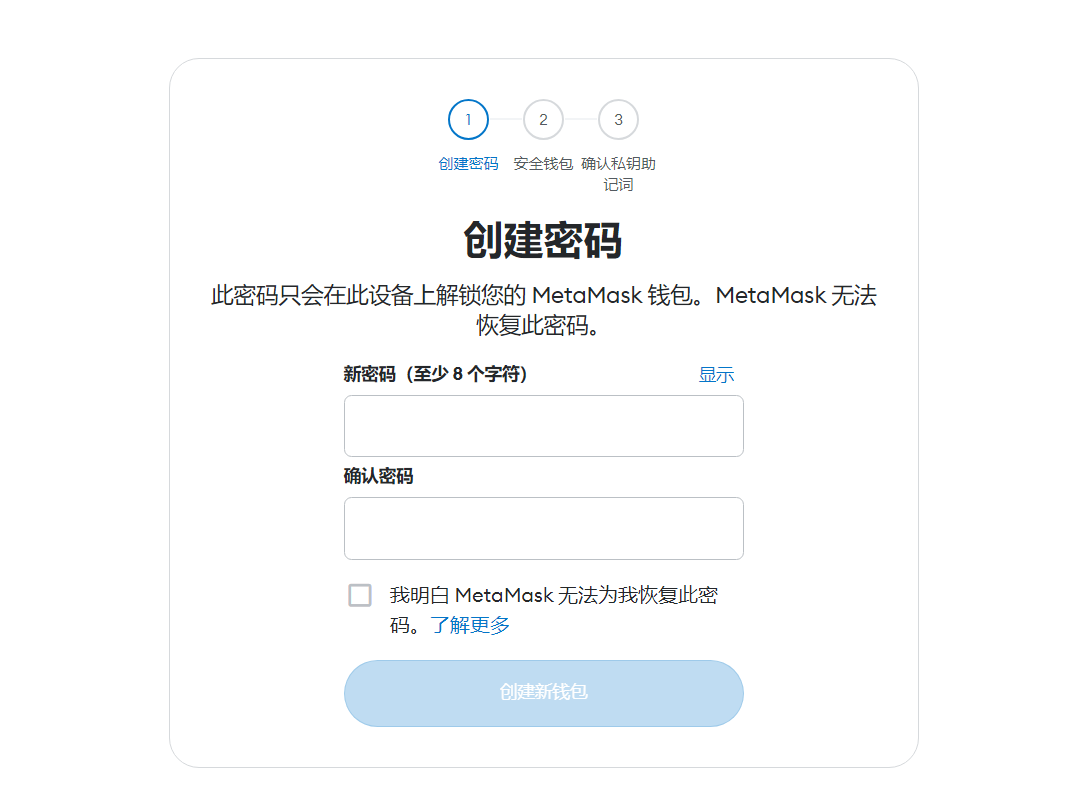 1
2
3
创建密码
安全钱包
确认私钥助
记词
创建密码
此密码只会在此设备上解锁您的 MetaMask 钱包。MetaMask 无法
恢复此密码。
新密码（至少 8 个字符）
显示
确认密码
我明白 MetaMask 无法为我恢复此密
码。了解更多
创建新钱包